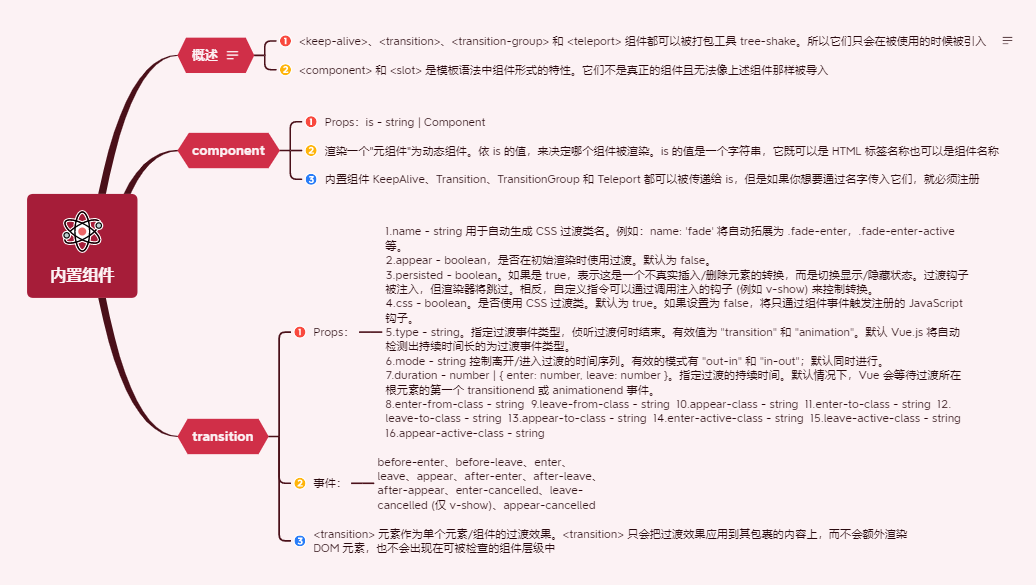 内置组件
概述
1 <keep-alive>、<transition>、<transition-group> 和 <teleport> 组件都可以被打包工具 tree-shake。所以它们只会在被使用的时候被引入
2 <component> 和 <slot> 是模板语法中组件形式的特性。它们不是真正的组件且无法像上述组件那样被导入
component
1 Props：is - string | Component
2 渲染一个“元组件”为动态组件。依 is 的值，来决定哪个组件被渲染。is 的值是一个字符串，它既可以是 HTML 标签名称也可以是组件名称
3 内置组件 KeepAlive、Transition、TransitionGroup 和 Teleport 都可以被传递给 is，但是如果你想要通过名字传入它们，就必须注册
transition
1 Props：
1.name - string 用于自动生成 CSS 过渡类名。例如：name: 'fade' 将自动拓展为 .fade-enter，.fade-enter-active
等。
2.appear - boolean，是否在初始渲染时使用过渡。默认为 false。
3.persisted - boolean。如果是 true，表示这是一个不真实插入/删除元素的转换，而是切换显示/隐藏状态。过渡钩子
被注入，但渲染器将跳过。相反，自定义指令可以通过调用注入的钩子 (例如 v-show) 来控制转换。
4.css - boolean。是否使用 CSS 过渡类。默认为 true。如果设置为 false，将只通过组件事件触发注册的 JavaScript
钩子。
5.type - string。指定过渡事件类型，侦听过渡何时结束。有效值为 "transition" 和 "animation"。默认 Vue.js 将自动
检测出持续时间长的为过渡事件类型。
6.mode - string 控制离开/进入过渡的时间序列。有效的模式有 "out-in" 和 "in-out"；默认同时进行。
7.duration - number | { enter: number, leave: number }。指定过渡的持续时间。默认情况下，Vue 会等待过渡所在
根元素的第一个 transitionend 或 animationend 事件。
8.enter-from-class - string 9.leave-from-class - string 10.appear-class - string 11.enter-to-class - string 12.
leave-to-class - string 13.appear-to-class - string 14.enter-active-class - string 15.leave-active-class - string
16.appear-active-class - string
2 事件：
before-enter、before-leave、enter、
leave、appear、after-enter、after-leave、
after-appear、enter-cancelled、leave-
cancelled (仅 v-show)、appear-cancelled
3 <transition> 元素作为单个元素/组件的过渡效果。<transition> 只会把过渡效果应用到其包裹的内容上，而不会额外渲染
DOM 元素，也不会出现在可被检查的组件层级中